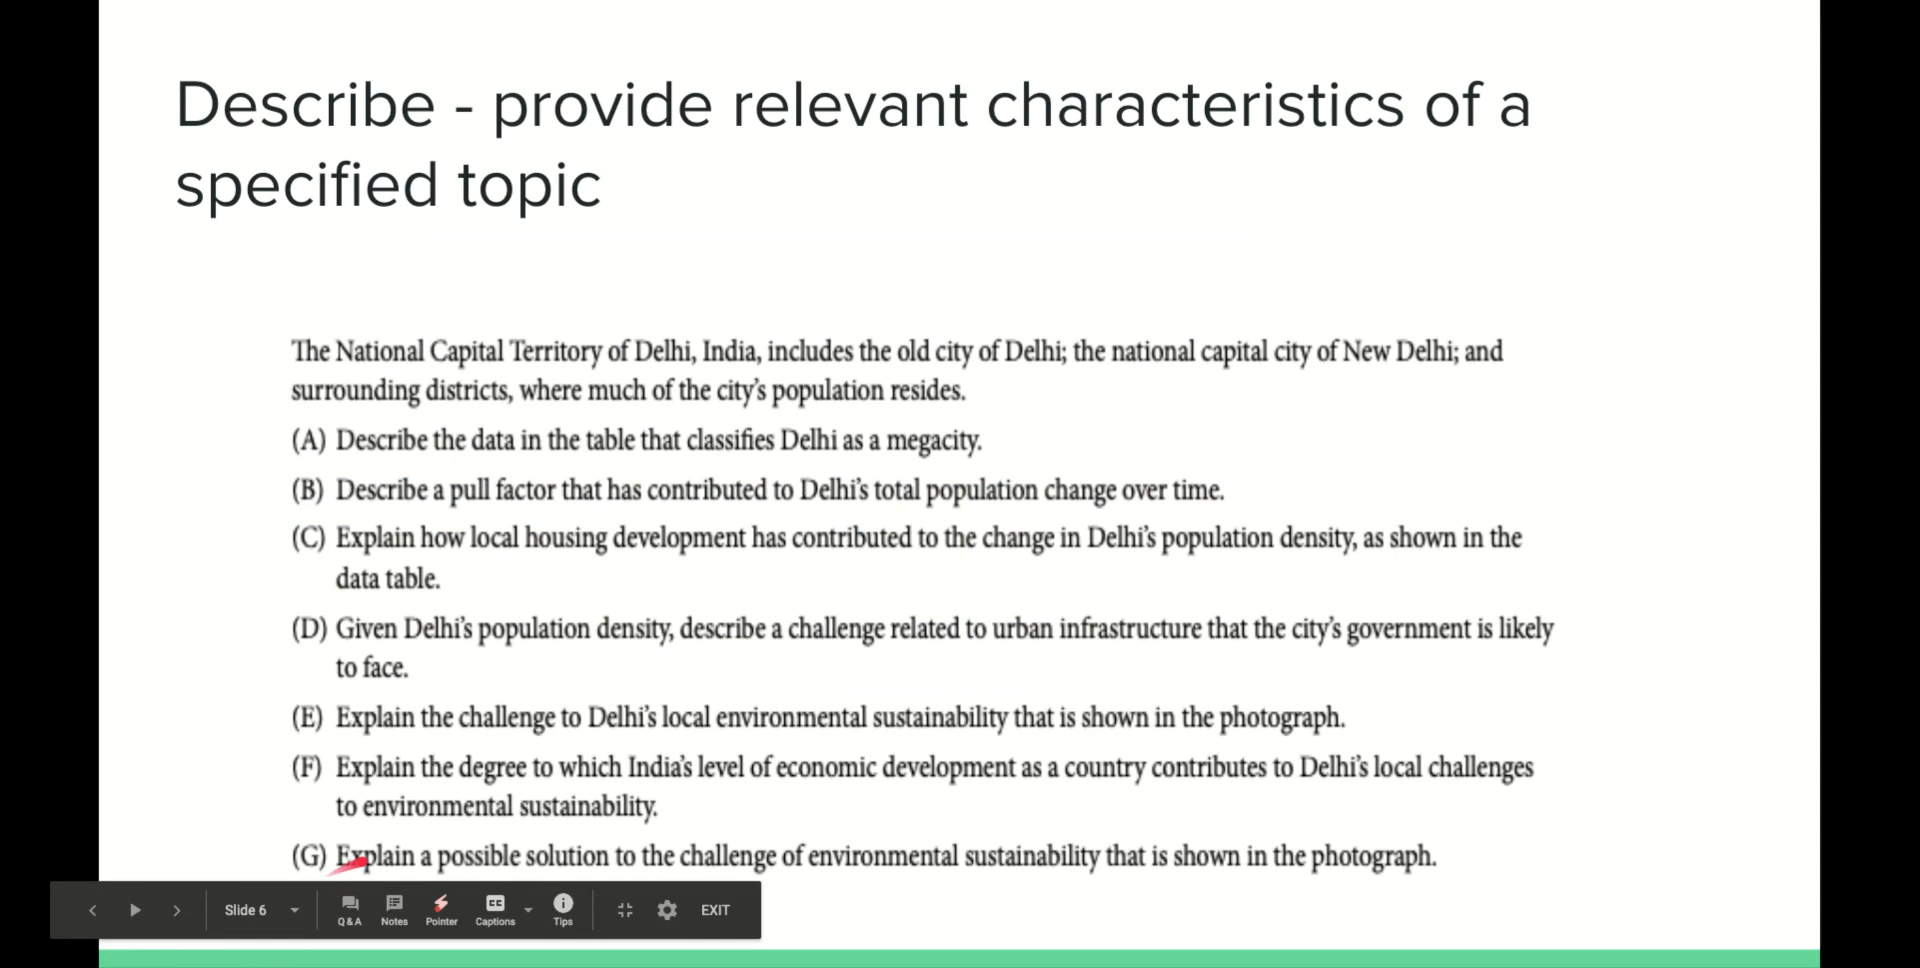 Describe - provide relevant characteristics of a
specified topic
The National Capital Territory of Delhi, India, includes the old city of Delhi; the national capital city of New Delhi; and
surrounding districts, where much of the city's population resides.
(A) Describe the data in the table that classifies Delhi as a megacity.
(B) Describe a pull factor that has contributed to Delhi's total population change over time.
(C) Explain how local housing development has contributed to the change in Delhi's population density, as shown in the
data table.
(D) Given Delhi's population density, describe a challenge related to urban infrastructure that the city's government is likely
to face.
(E) Explain the challenge to Delhi's local environmental sustainability that is shown in the photograph.
(F) Explain the degree to which India's level of economic development as a country contributes to Delhi's local challenges
to environmental sustainability.
(G) Explain a possible solution to the challenge of environmental sustainability that is shown in the photograph.
Slide 6 Q&A Notes Pointer CC Captions Tips EXIT